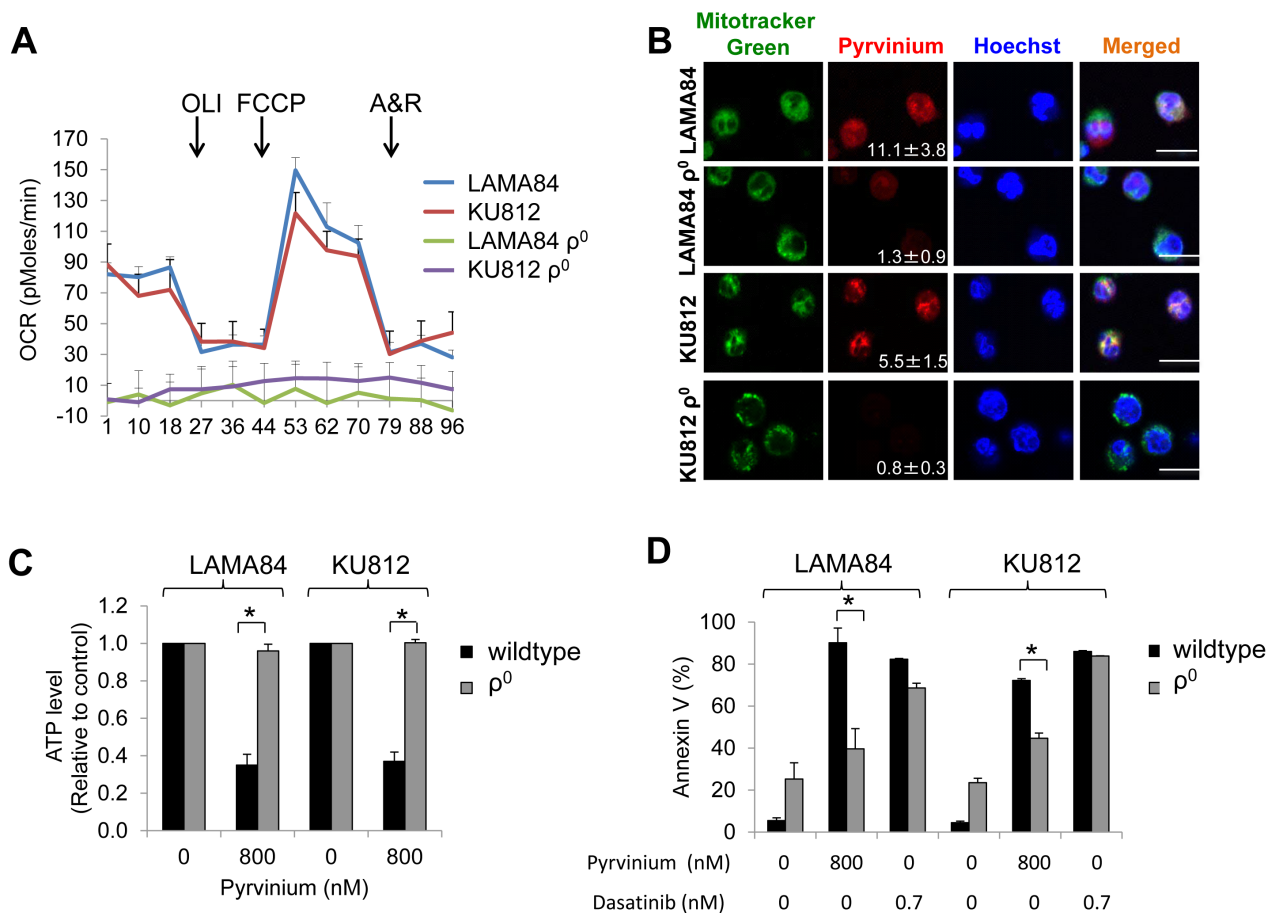 A
OLI FCCP A&R
170
150
130
110
90
70
50
30
10
-10
OCR (pMoles/min)
1 10 18 27 36 44 53 62 70 79 88 96
LAMA84
KU812
LAMA84 ρ⁰
KU812 ρ⁰
B
Mitotracker
Green
Pyrvinium
Hoechst
Merged
LAMA84
11.1±3.8
LAMA84 ρ⁰
1.3±0.9
KU812
5.5±1.5
KU812 ρ⁰
0.8±0.3
C
LAMA84 KU812
1.2
1.0
0.8
0.6
0.4
0.2
0.0
ATP level
(Relative to control)
* *
wildtype
ρ⁰
0 800 0 800
Pyrvinium (nM)
D
LAMA84 KU812
100
80
60
40
20
0
Annexin V (%)
* *
wildtype
ρ⁰
Pyrvinium (nM) 0 800 0 0 800 0
Dasatinib (nM) 0 0 0.7 0 0 0.7